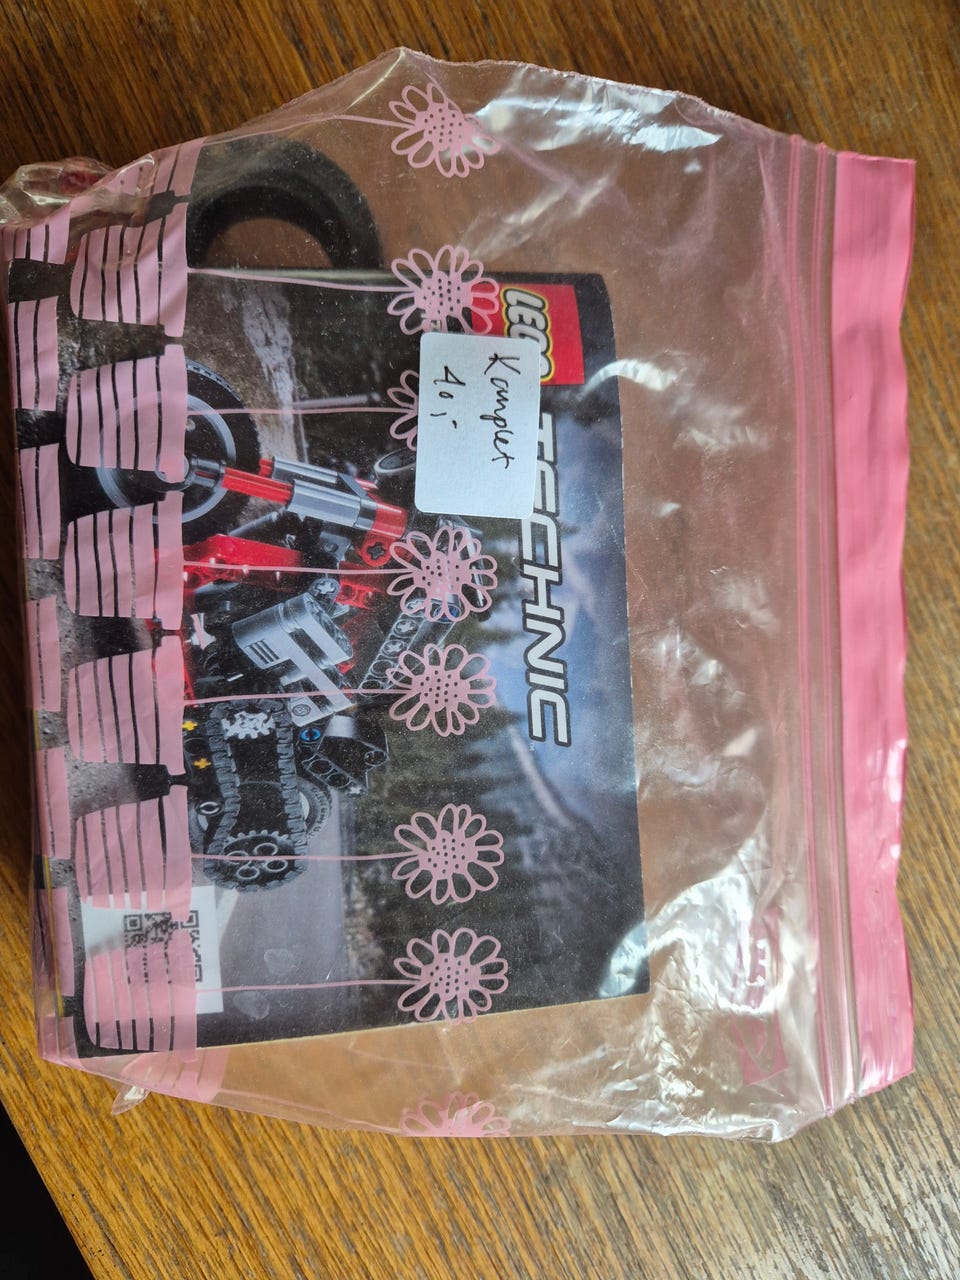 LEGO
TECHNIC
Komplet
40,-